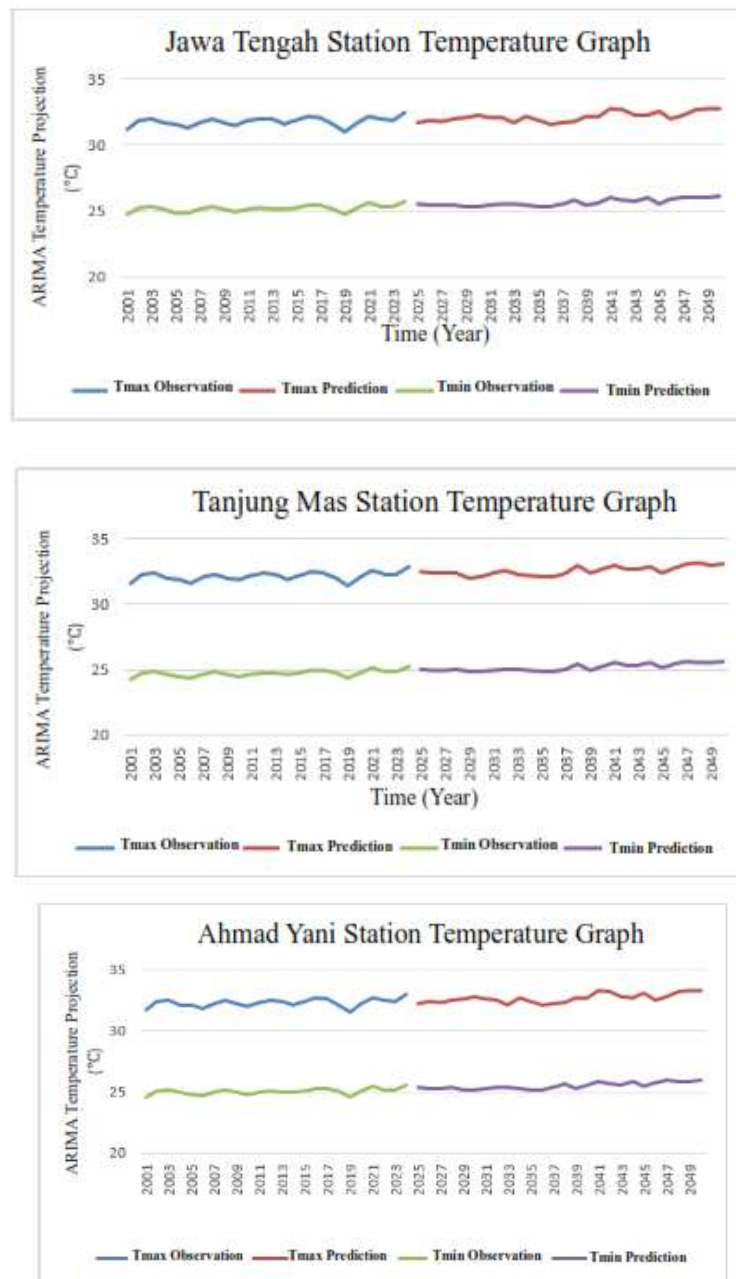 Jawa Tengah Station Temperature Graph
ARIMA Temperature Projection
(°C)
35
30
25
20
2001 2003 2005 2007 2009 2011 2013 2015 2017 2019 2021 2023 2025 2027 2029 2031 2033 2035 2037 2039 2041 2043 2045 2047 2049
Time (Year)
Tmax Observation Tmax Prediction Tmin Observation Tmin Prediction
Tanjung Mas Station Temperature Graph
ARIMA Temperature Projection
(°C)
35
30
25
20
2001 2003 2005 2007 2009 2011 2013 2015 2017 2019 2021 2023 2025 2027 2029 2031 2033 2035 2037 2039 2041 2043 2045 2047 2049
Time (Year)
Tmax Observation Tmax Prediction Tmin Observation Tmin Prediction
Ahmad Yani Station Temperature Graph
ARIMA Temperature Projection
(°C)
35
30
25
20
2001 2003 2005 2007 2009 2011 2013 2015 2017 2019 2021 2023 2025 2027 2029 2031 2033 2035 2037 2039 2041 2043 2045 2047 2049
Tmax Observation Tmax Prediction Tmin Observation Tmin Prediction